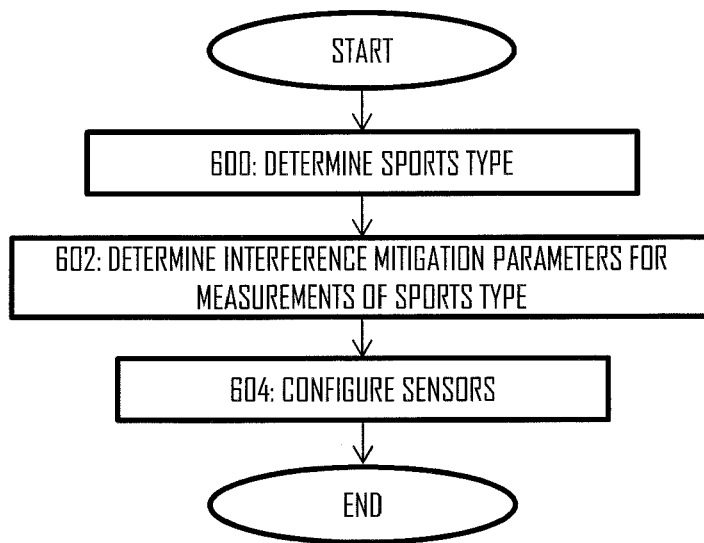 START
600: DETERMINE SPORTS TYPE
602: DETERMINE INTERFERENCE MITIGATION PARAMETERS FOR
MEASUREMENTS OF SPORTS TYPE
604: CONFIGURE SENSORS
END